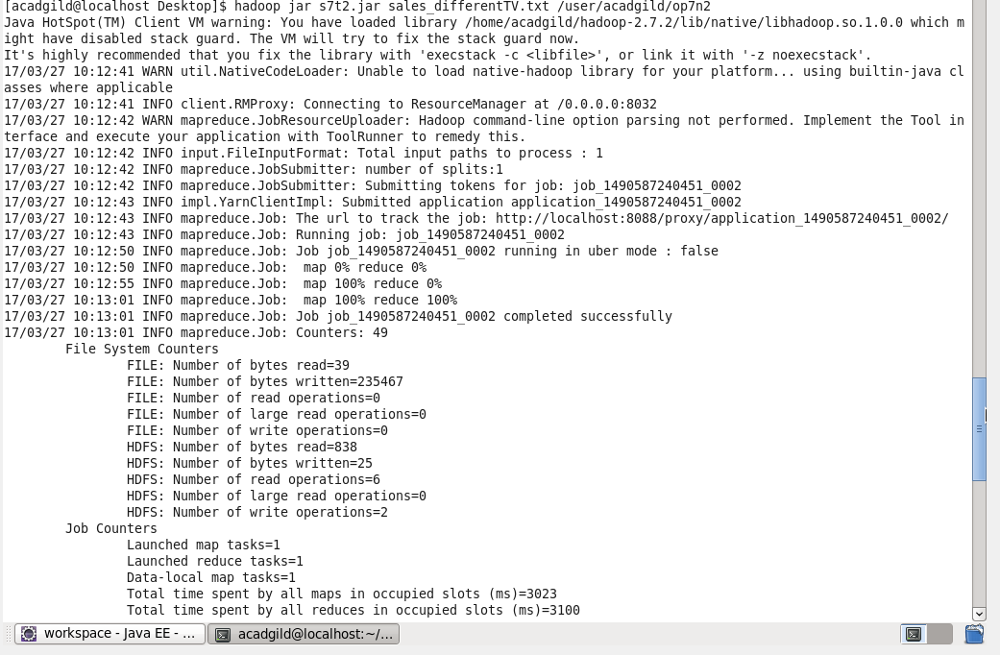 [acadgild@localhost Desktop]$ hadoop jar s7t2.jar sales_differentTV.txt /user/acadgild/op7n2
Java HotSpot(TM) Client VM warning: You have loaded library /home/acadgild/hadoop-2.7.2/lib/native/libhadoop.so.1.0.0 which m
ight have disabled stack guard. The VM will try to fix the stack guard now.
It's highly recommended that you fix the library with 'execstack -c <libfile>', or link it with '-z noexecstack'.
17/03/27 10:12:41 WARN util.NativeCodeLoader: Unable to load native-hadoop library for your platform... using builtin-java cl
asses where applicable
17/03/27 10:12:41 INFO client.RMProxy: Connecting to ResourceManager at /0.0.0.0:8032
17/03/27 10:12:42 WARN mapreduce.JobResourceUploader: Hadoop command-line option parsing not performed. Implement the Tool in
terface and execute your application with ToolRunner to remedy this.
17/03/27 10:12:42 INFO input.FileInputFormat: Total input paths to process : 1
17/03/27 10:12:42 INFO mapreduce.JobSubmitter: number of splits:1
17/03/27 10:12:42 INFO mapreduce.JobSubmitter: Submitting tokens for job: job_1490587240451_0002
17/03/27 10:12:43 INFO impl.YarnClientImpl: Submitted application application_1490587240451_0002
17/03/27 10:12:43 INFO mapreduce.Job: The url to track the job: http://localhost:8088/proxy/application_1490587240451_0002/
17/03/27 10:12:43 INFO mapreduce.Job: Running job: job_1490587240451_0002
17/03/27 10:12:50 INFO mapreduce.Job: Job job_1490587240451_0002 running in uber mode : false
17/03/27 10:12:50 INFO mapreduce.Job:  map 0% reduce 0%
17/03/27 10:12:55 INFO mapreduce.Job:  map 100% reduce 0%
17/03/27 10:13:01 INFO mapreduce.Job:  map 100% reduce 100%
17/03/27 10:13:01 INFO mapreduce.Job: Job job_1490587240451_0002 completed successfully
17/03/27 10:13:01 INFO mapreduce.Job: Counters: 49
File System Counters
FILE: Number of bytes read=39
FILE: Number of bytes written=235467
FILE: Number of read operations=0
FILE: Number of large read operations=0
FILE: Number of write operations=0
HDFS: Number of bytes read=838
HDFS: Number of bytes written=25
HDFS: Number of read operations=6
HDFS: Number of large read operations=0
HDFS: Number of write operations=2
Job Counters
Launched map tasks=1
Launched reduce tasks=1
Data-local map tasks=1
Total time spent by all maps in occupied slots (ms)=3023
Total time spent by all reduces in occupied slots (ms)=3100
workspace - Java EE - ... acadgild@localhost:~/...